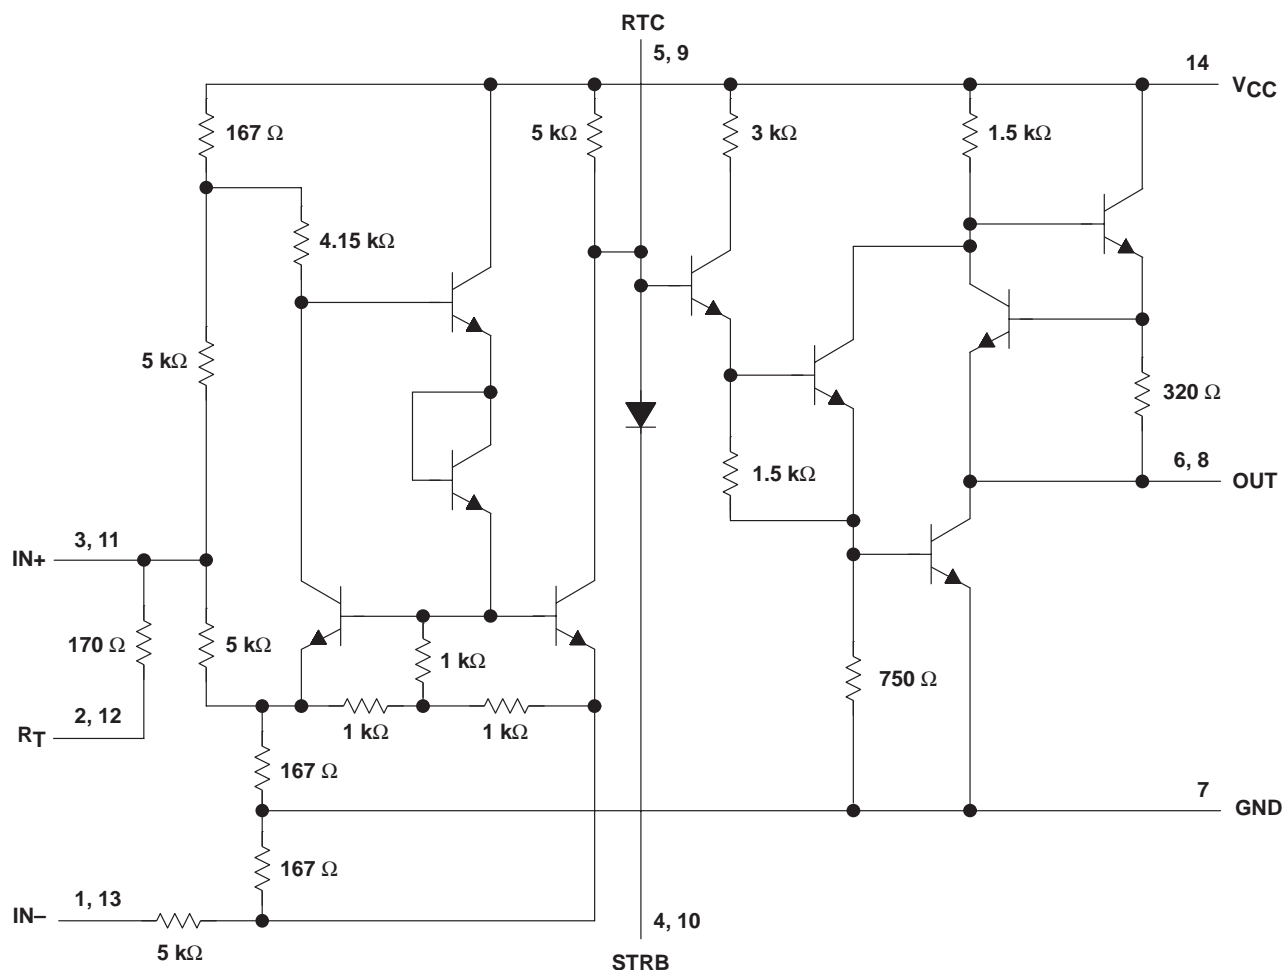 RTC
5, 9
14
VCC
167 Ω
5 kΩ
3 kΩ
1.5 kΩ
4.15 kΩ
5 kΩ
320 Ω
1.5 kΩ
6, 8
OUT
3, 11
IN+
170 Ω
5 kΩ
1 kΩ
750 Ω
2, 12
RT
1 kΩ
1 kΩ
167 Ω
7
GND
167 Ω
1, 13
IN–
5 kΩ
4, 10
STRB